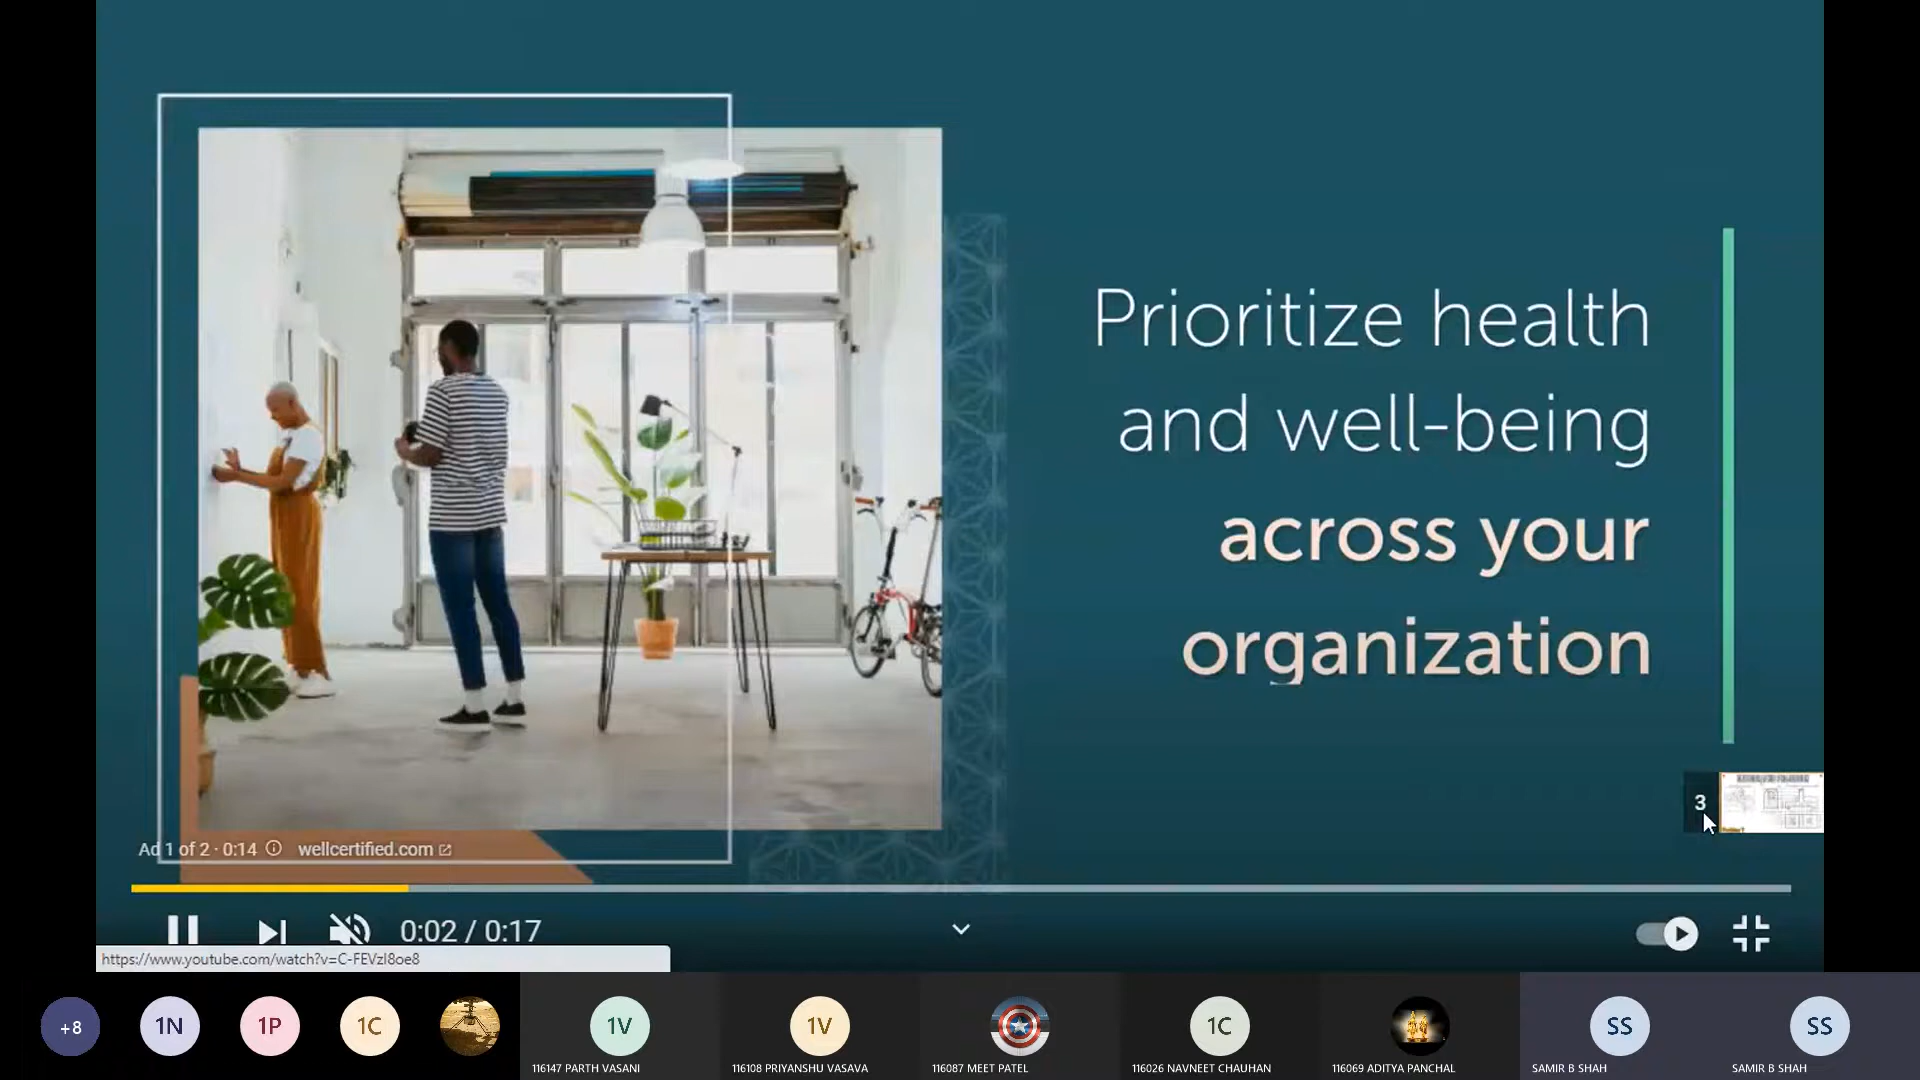 Prioritize health
and well-being
across your
organization
3
Ad 1 of 2 · 0:14 wellcertified.com
0:02 / 0:17
https://www.youtube.com/watch?v=C-FEVzI8oe8
+8 1N 1P 1C 1V 1V 1C SS SS
116147 PARTH VASANI 116108 PRIYANSHU VASAVA 116087 MEET PATEL 116026 NAVNEET CHAUHAN 116069 ADITYA PANCHAL SAMIR B SHAH SAMIR B SHAH